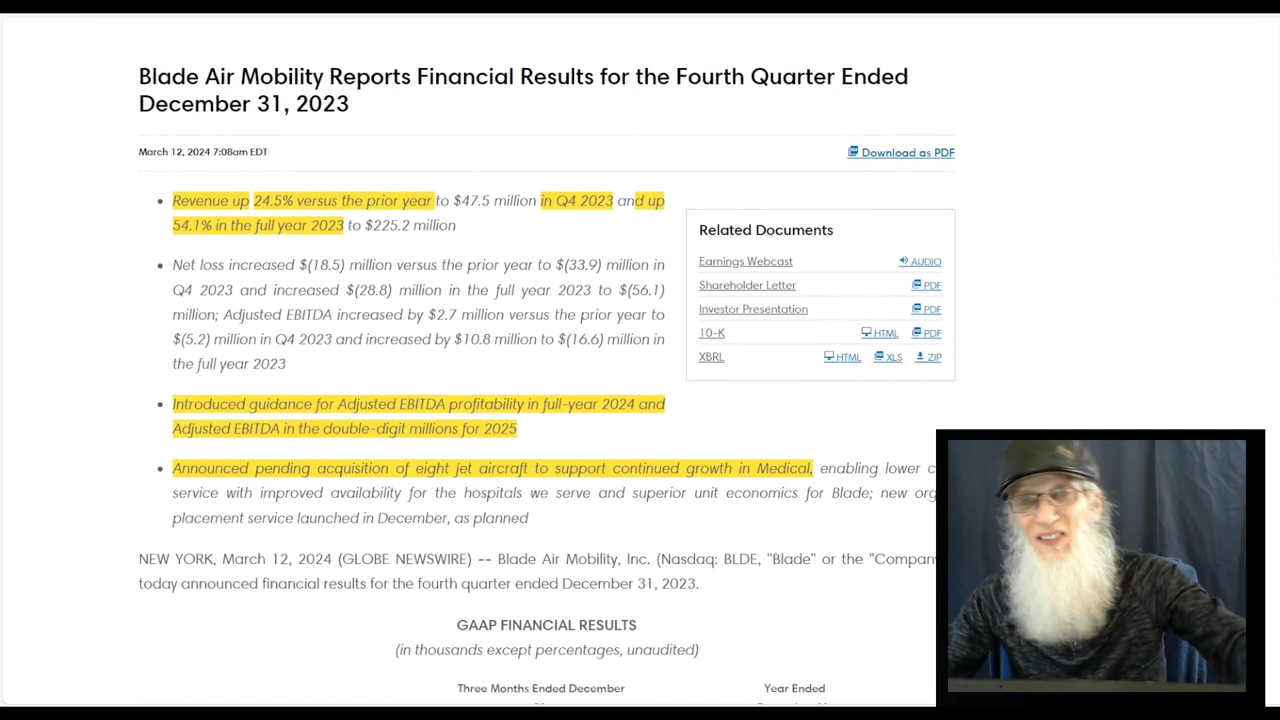 Blade Air Mobility Reports Financial Results for the Fourth Quarter Ended
December 31, 2023
March 12, 2024 7:08am EDT
Download as PDF
Revenue up 24.5% versus the prior year to $47.5 million in Q4 2023 and up
54.1% in the full year 2023 to $225.2 million
Net loss increased $(18.5) million versus the prior year to $(33.9) million in
Q4 2023 and increased $(28.8) million in the full year 2023 to $(56.1)
million; Adjusted EBITDA increased by $2.7 million versus the prior year to
$(5.2) million in Q4 2023 and increased by $10.8 million to $(16.6) million in
the full year 2023
Related Documents
Earnings Webcast AUDIO
Shareholder Letter PDF
Investor Presentation PDF
10-K HTML PDF
XBRL HTML XLS ZIP
Introduced guidance for Adjusted EBITDA profitability in full-year 2024 and
Adjusted EBITDA in the double-digit millions for 2025
Announced pending acquisition of eight jet aircraft to support continued growth in Medical, enabling lower c
service with improved availability for the hospitals we serve and superior unit economics for Blade; new org
placement service launched in December, as planned
NEW YORK, March 12, 2024 (GLOBE NEWSWIRE) -- Blade Air Mobility, Inc. (Nasdaq: BLDE, "Blade" or the "Compan
today announced financial results for the fourth quarter ended December 31, 2023.
GAAP FINANCIAL RESULTS
(in thousands except percentages, unaudited)
Three Months Ended December
Year Ended